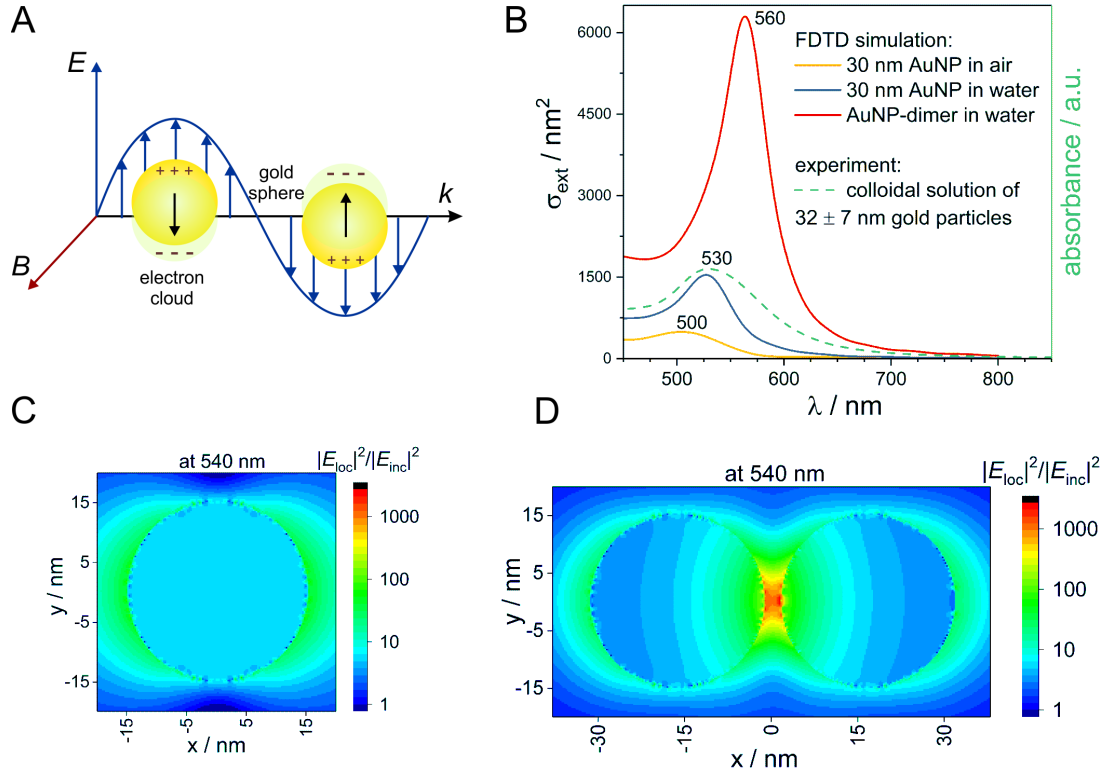 A
E
+ + +
- - -
electron
cloud
gold
sphere
- - -
+ + +
k
B
B
6000
4500
3000
1500
0
σext / nm²
560
530
500
FDTD simulation:
30 nm AuNP in air
30 nm AuNP in water
AuNP-dimer in water
experiment:
colloidal solution of
32 ± 7 nm gold particles
absorbance / a.u.
500
600
700
800
λ / nm
C
at 540 nm
|Eloc|²/|Einc|²
15
5
-5
-15
y / nm
-15
-5
5
15
x / nm
1000
100
10
1
D
at 540 nm
|Eloc|²/|Einc|²
15
5
-5
-15
y / nm
-30
-15
0
15
30
x / nm
1000
100
10
1